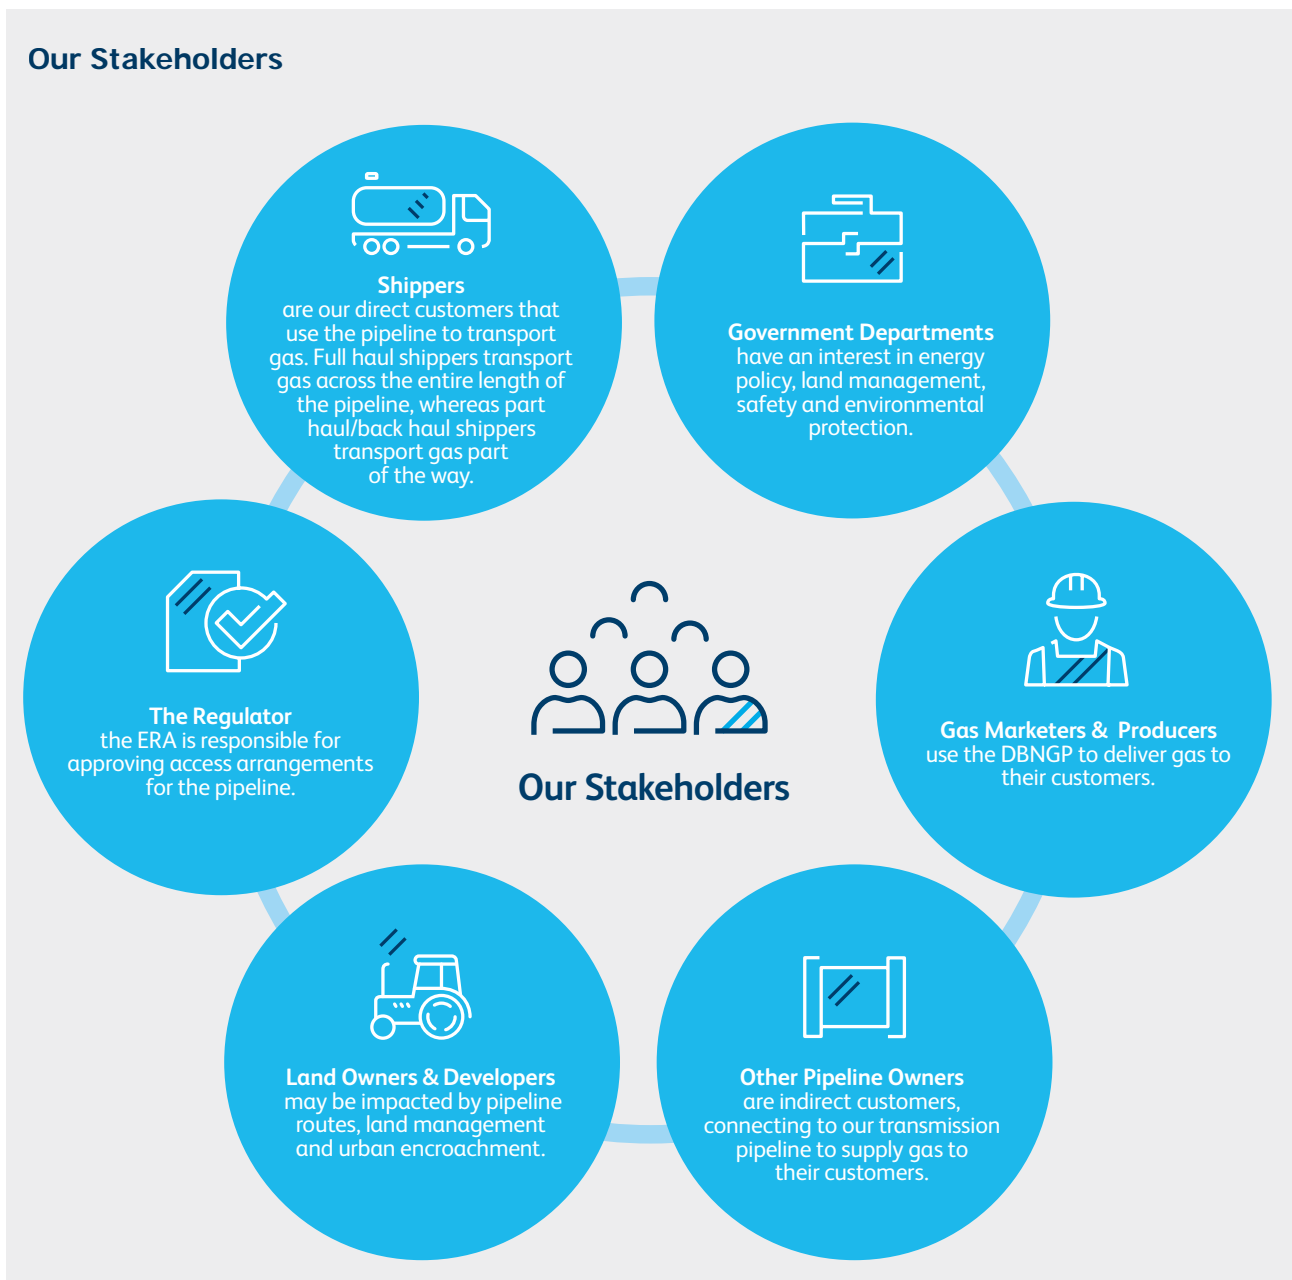 Our Stakeholders
Shippers
are our direct customers that
use the pipeline to transport
gas. Full haul shippers transport
gas across the entire length of
the pipeline, whereas part
haul/back haul shippers
transport gas part
of the way.
Government Departments
have an interest in energy
policy, land management,
safety and environmental
protection.
The Regulator
the ERA is responsible for
approving access arrangements
for the pipeline.
Our Stakeholders
Gas Marketers & Producers
use the DBNGP to deliver gas to
their customers.
Land Owners & Developers
may be impacted by pipeline
routes, land management
and urban encroachment.
Other Pipeline Owners
are indirect customers,
connecting to our transmission
pipeline to supply gas to
their customers.